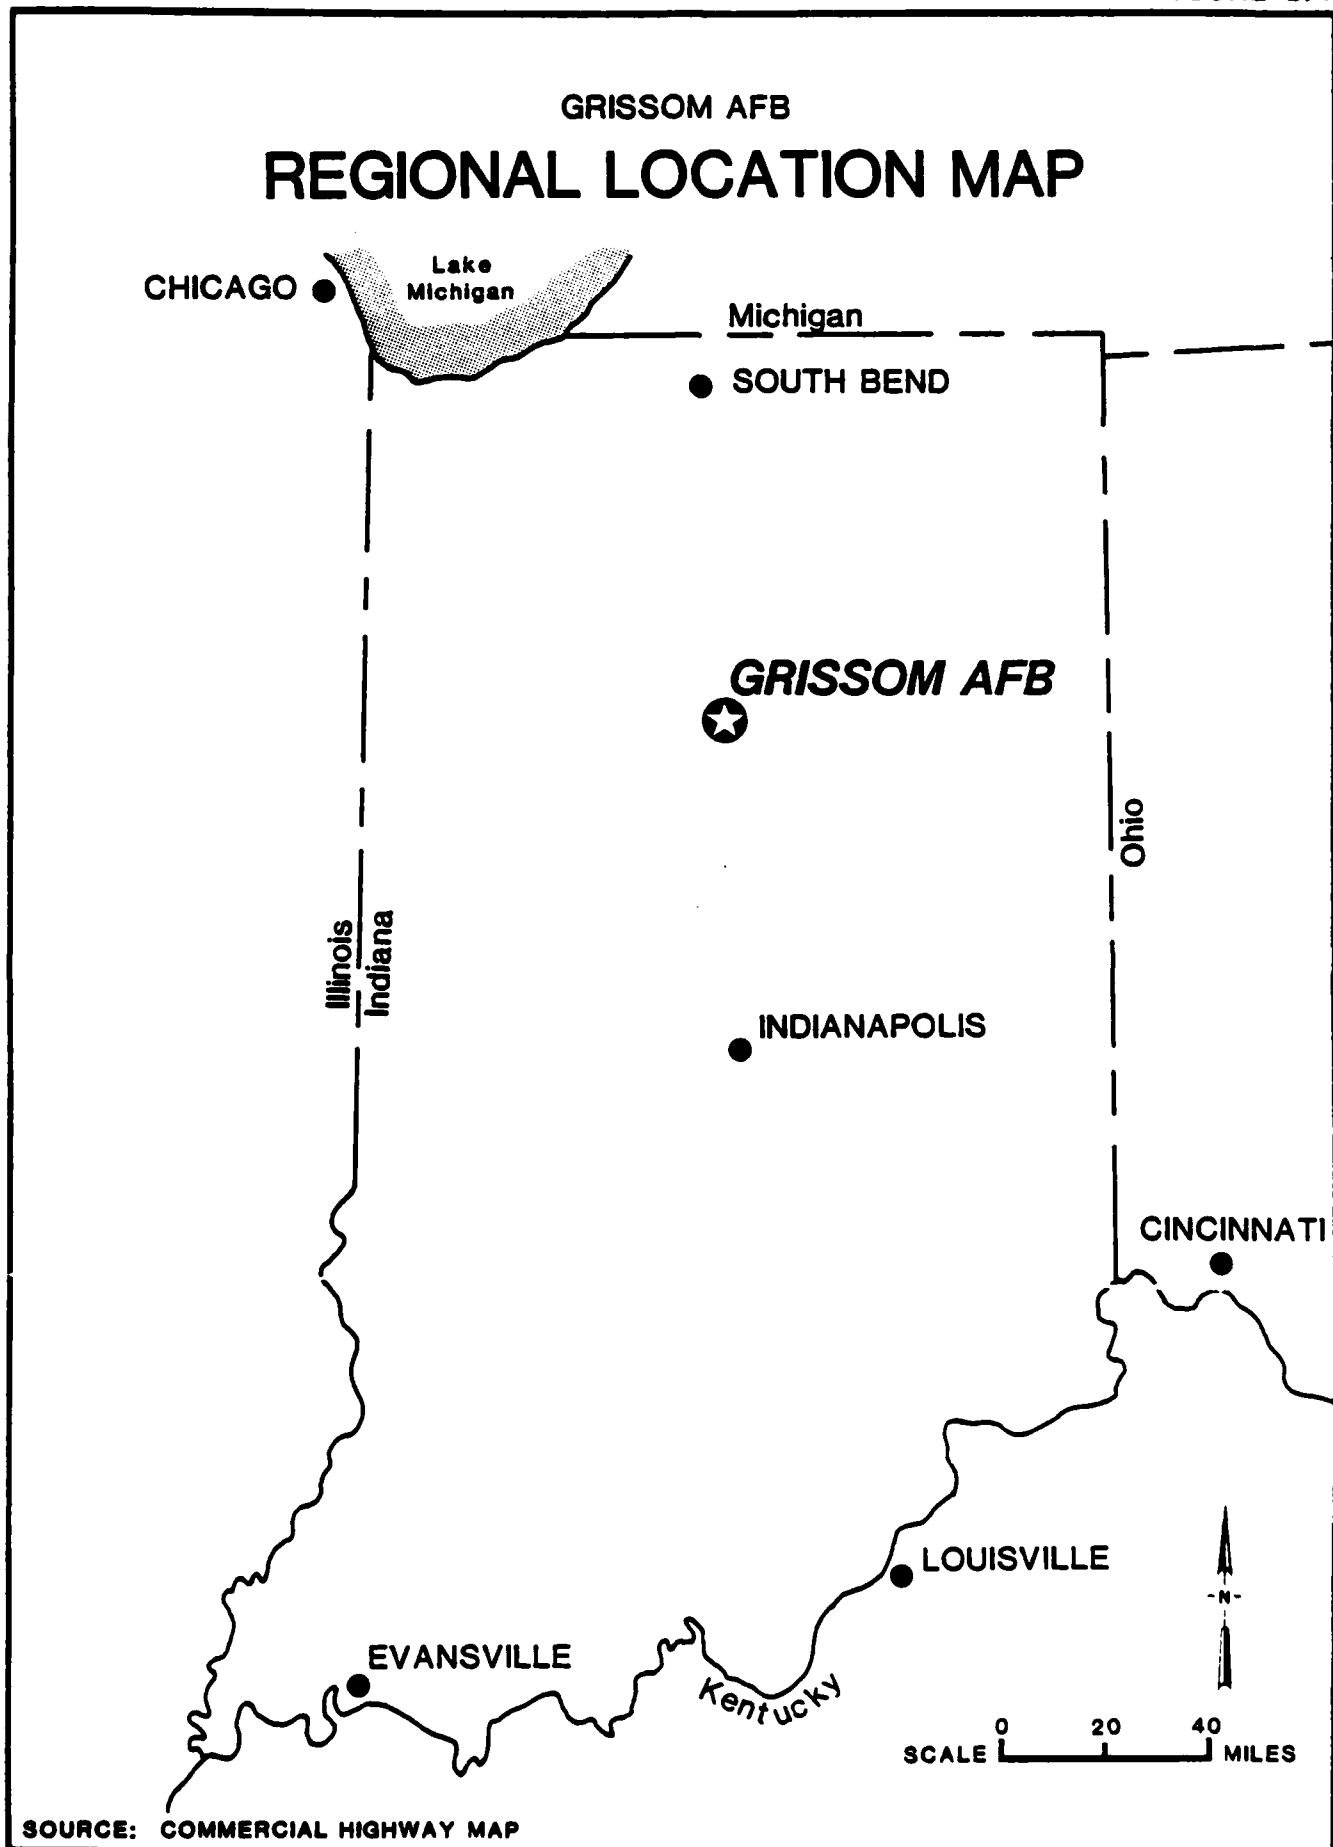 GRISSOM AFB
REGIONAL LOCATION MAP
Lake
Michigan
CHICAGO
Michigan
SOUTH BEND
GRISSOM AFB
Ohio
Illinois
Indiana
INDIANAPOLIS
CINCINNATI
LOUISVILLE
-N-
EVANSVILLE
Kentucky
0 20 40
SCALE MILES
SOURCE: COMMERCIAL HIGHWAY MAP